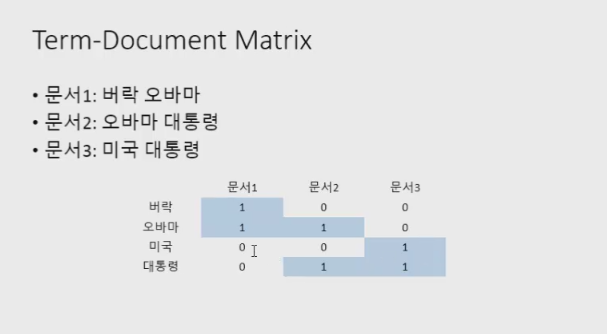 Term-Document Matrix
• 문서1: 버락 오바마
• 문서2: 오바마 대통령
• 문서3: 미국 대통령
문서1 문서2 문서3
버락 1 0 0
오바마 1 1 0
미국 0 0 1
대통령 0 1 1